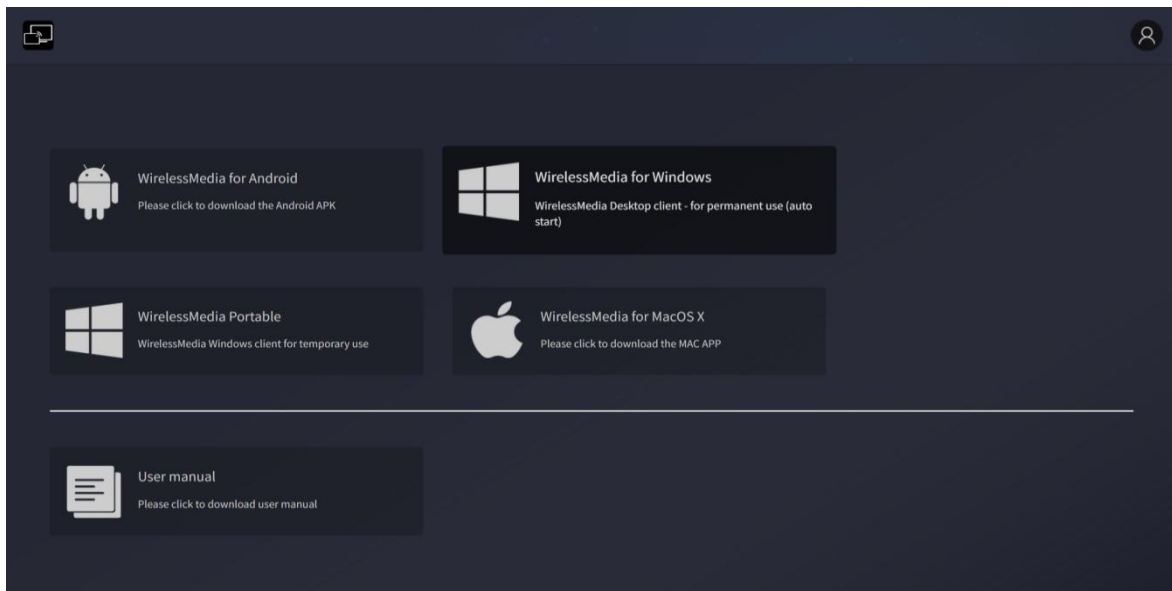 WirelessMedia for Android
Please click to download the Android APK
WirelessMedia for Windows
WirelessMedia Desktop client - for permanent use (auto
start)
WirelessMedia Portable
WirelessMedia Windows client for temporary use
WirelessMedia for MacOS X
Please click to download the MAC APP
User manual
Please click to download user manual